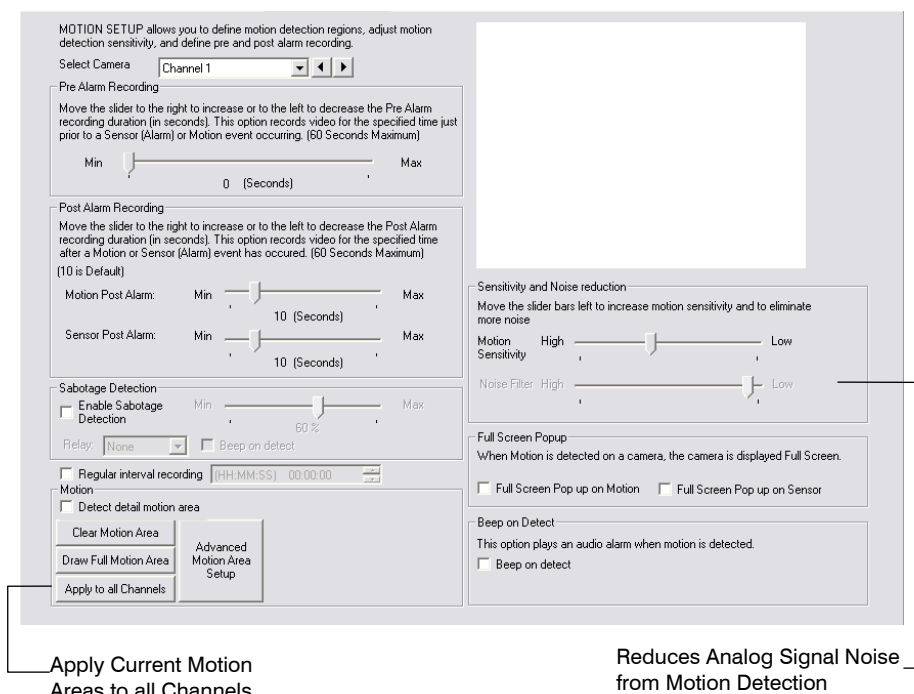 MOTION SETUP allows you to define motion detection regions, adjust motion
detection sensitivity, and define pre and post alarm recording.
Select Camera
Channel 1
Pre Alarm Recording
Move the slider to the right to increase or to the left to decrease the Pre Alarm
recording duration (in seconds). This option records video for the specified time just
prior to a Sensor (Alarm) or Motion event occurring. (60 Seconds Maximum)
Min Max
0 (Seconds)
Post Alarm Recording
Move the slider to the right to increase or to the left to decrease the Post Alarm
recording duration (in seconds). This option records video for the specified time
after a Motion or Sensor (Alarm) event has occured. (60 Seconds Maximum)
(10 is Default)
Motion Post Alarm: Min Max
10 (Seconds)
Sensor Post Alarm: Min Max
10 (Seconds)
Sabotage Detection
Enable Sabotage
Detection
Min Max
60 %
Relay: None Beep on detect
Regular interval recording (HH:MM:SS) 00:00:00
Motion
Detect detail motion area
Clear Motion Area
Draw Full Motion Area
Apply to all Channels
Advanced
Motion Area
Setup
Sensitivity and Noise reduction
Move the slider bars left to increase motion sensitivity and to eliminate
more noise
Motion
Sensitivity
High Low
Noise Filter High Low
Full Screen Popup
When Motion is detected on a camera, the camera is displayed Full Screen.
Full Screen Pop up on Motion Full Screen Pop up on Sensor
Beep on Detect
This option plays an audio alarm when motion is detected.
Beep on detect
Apply Current Motion
Areas to all Channels
Reduces Analog Signal Noise
from Motion Detection